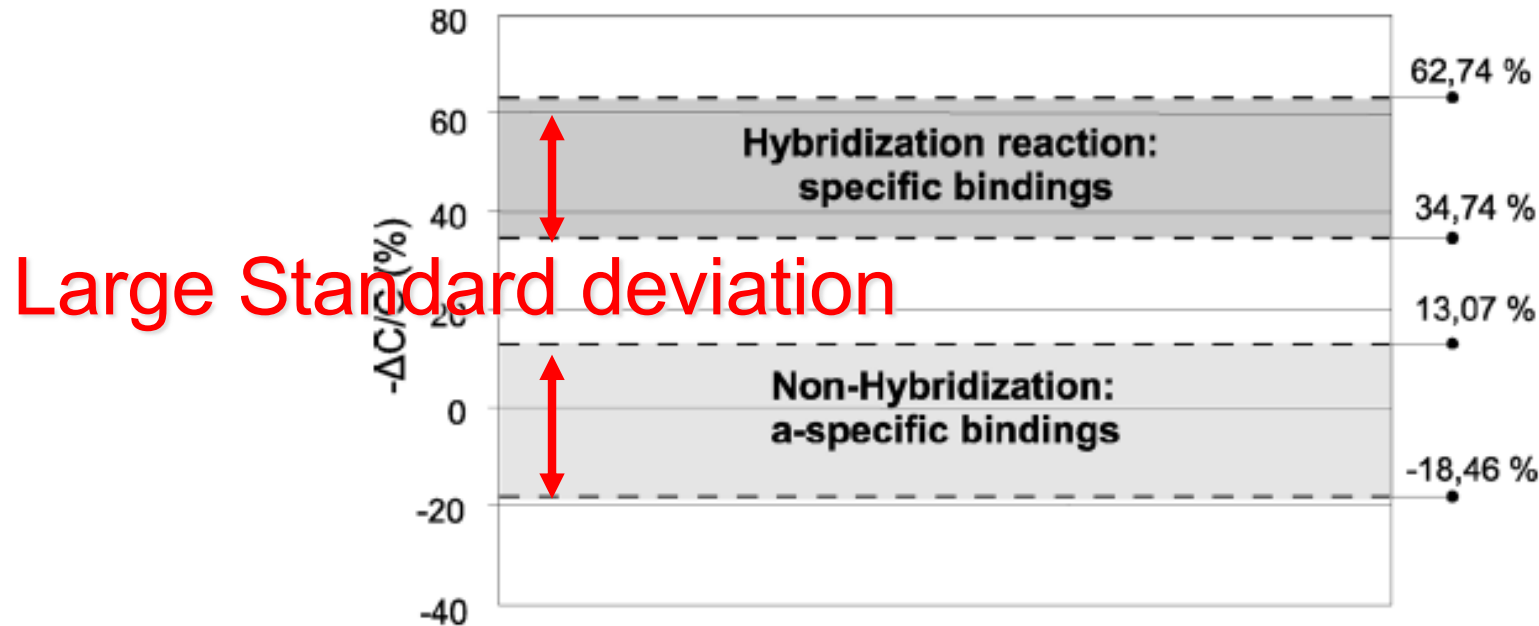 80
62,74 %
60
Hybridization reaction:
specific bindings
40
34,74 %
-ΔC/C (%)
Large Standard deviation
20
13,07 %
Non-Hybridization:
a-specific bindings
0
-18,46 %
-20
-40